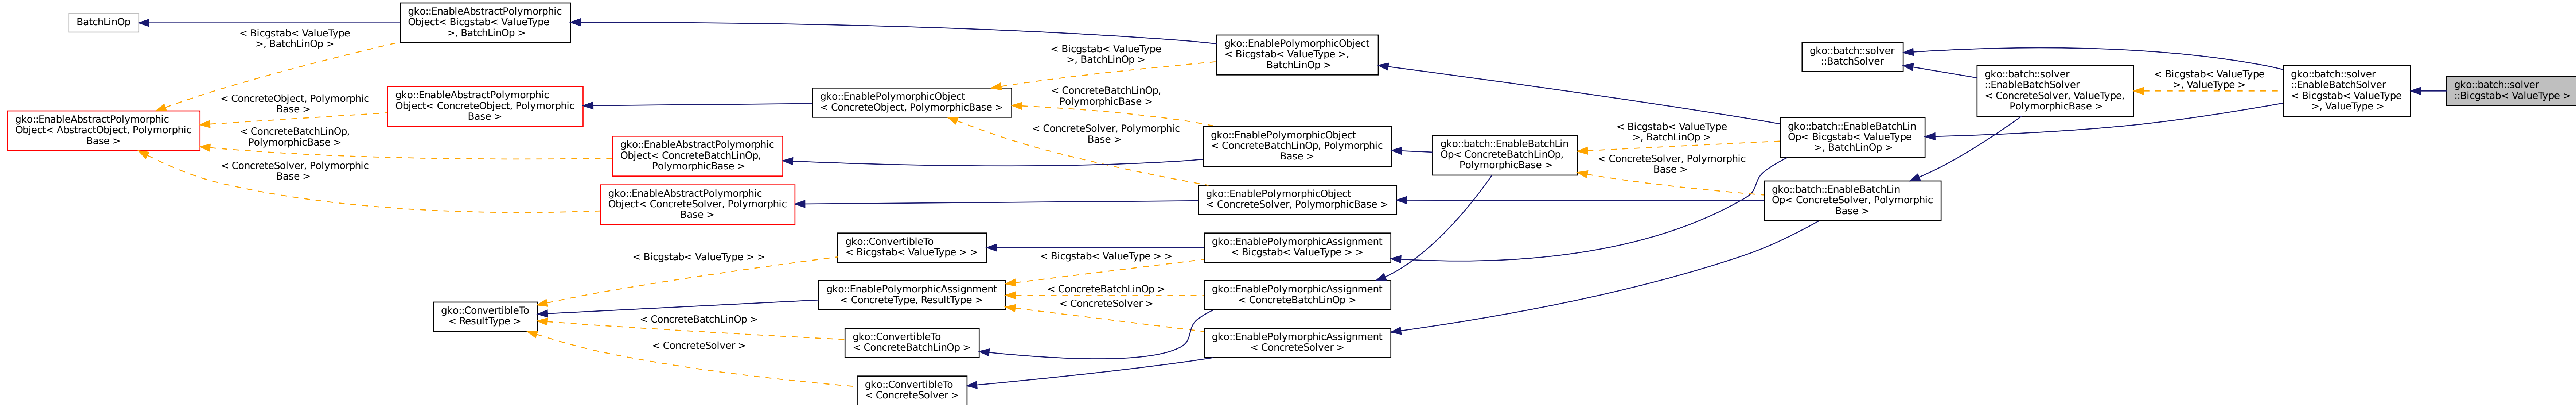 BatchLinOp
gko::EnableAbstractPolymorphic
Object< Bicgstab< ValueType
>, BatchLinOp >
< Bicgstab< ValueType
>, BatchLinOp >
gko::EnableAbstractPolymorphic
Object< AbstractObject, Polymorphic
Base >
< ConcreteObject, Polymorphic
Base >
< ConcreteBatchLinOp,
PolymorphicBase >
< ConcreteSolver, Polymorphic
Base >
gko::EnableAbstractPolymorphic
Object< ConcreteObject, Polymorphic
Base >
gko::EnableAbstractPolymorphic
Object< ConcreteBatchLinOp,
PolymorphicBase >
gko::EnableAbstractPolymorphic
Object< ConcreteSolver, Polymorphic
Base >
gko::EnablePolymorphicObject
< ConcreteObject, PolymorphicBase >
< Bicgstab< ValueType
>, BatchLinOp >
< ConcreteBatchLinOp,
PolymorphicBase >
< ConcreteSolver, Polymorphic
Base >
gko::EnablePolymorphicObject
< Bicgstab< ValueType >,
BatchLinOp >
gko::EnablePolymorphicObject
< ConcreteBatchLinOp, Polymorphic
Base >
gko::EnablePolymorphicObject
< ConcreteSolver, PolymorphicBase >
gko::batch::EnableBatchLin
Op< ConcreteBatchLinOp,
PolymorphicBase >
< Bicgstab< ValueType
>, BatchLinOp >
< ConcreteSolver, Polymorphic
Base >
gko::batch::solver
::BatchSolver
gko::batch::EnableBatchLin
Op< Bicgstab< ValueType
>, BatchLinOp >
gko::batch::EnableBatchLin
Op< ConcreteSolver, Polymorphic
Base >
gko::batch::solver
::EnableBatchSolver
< ConcreteSolver, ValueType,
PolymorphicBase >
< Bicgstab< ValueType
>, ValueType >
gko::batch::solver
::EnableBatchSolver
< Bicgstab< ValueType
>, ValueType >
gko::batch::solver
::Bicgstab< ValueType >
gko::ConvertibleTo
< ResultType >
< Bicgstab< ValueType > >
< ConcreteBatchLinOp >
< ConcreteSolver >
gko::ConvertibleTo
< Bicgstab< ValueType > >
gko::EnablePolymorphicAssignment
< ConcreteType, ResultType >
gko::ConvertibleTo
< ConcreteBatchLinOp >
gko::ConvertibleTo
< ConcreteSolver >
< Bicgstab< ValueType > >
< ConcreteBatchLinOp >
< ConcreteSolver >
gko::EnablePolymorphicAssignment
< Bicgstab< ValueType > >
gko::EnablePolymorphicAssignment
< ConcreteBatchLinOp >
gko::EnablePolymorphicAssignment
< ConcreteSolver >